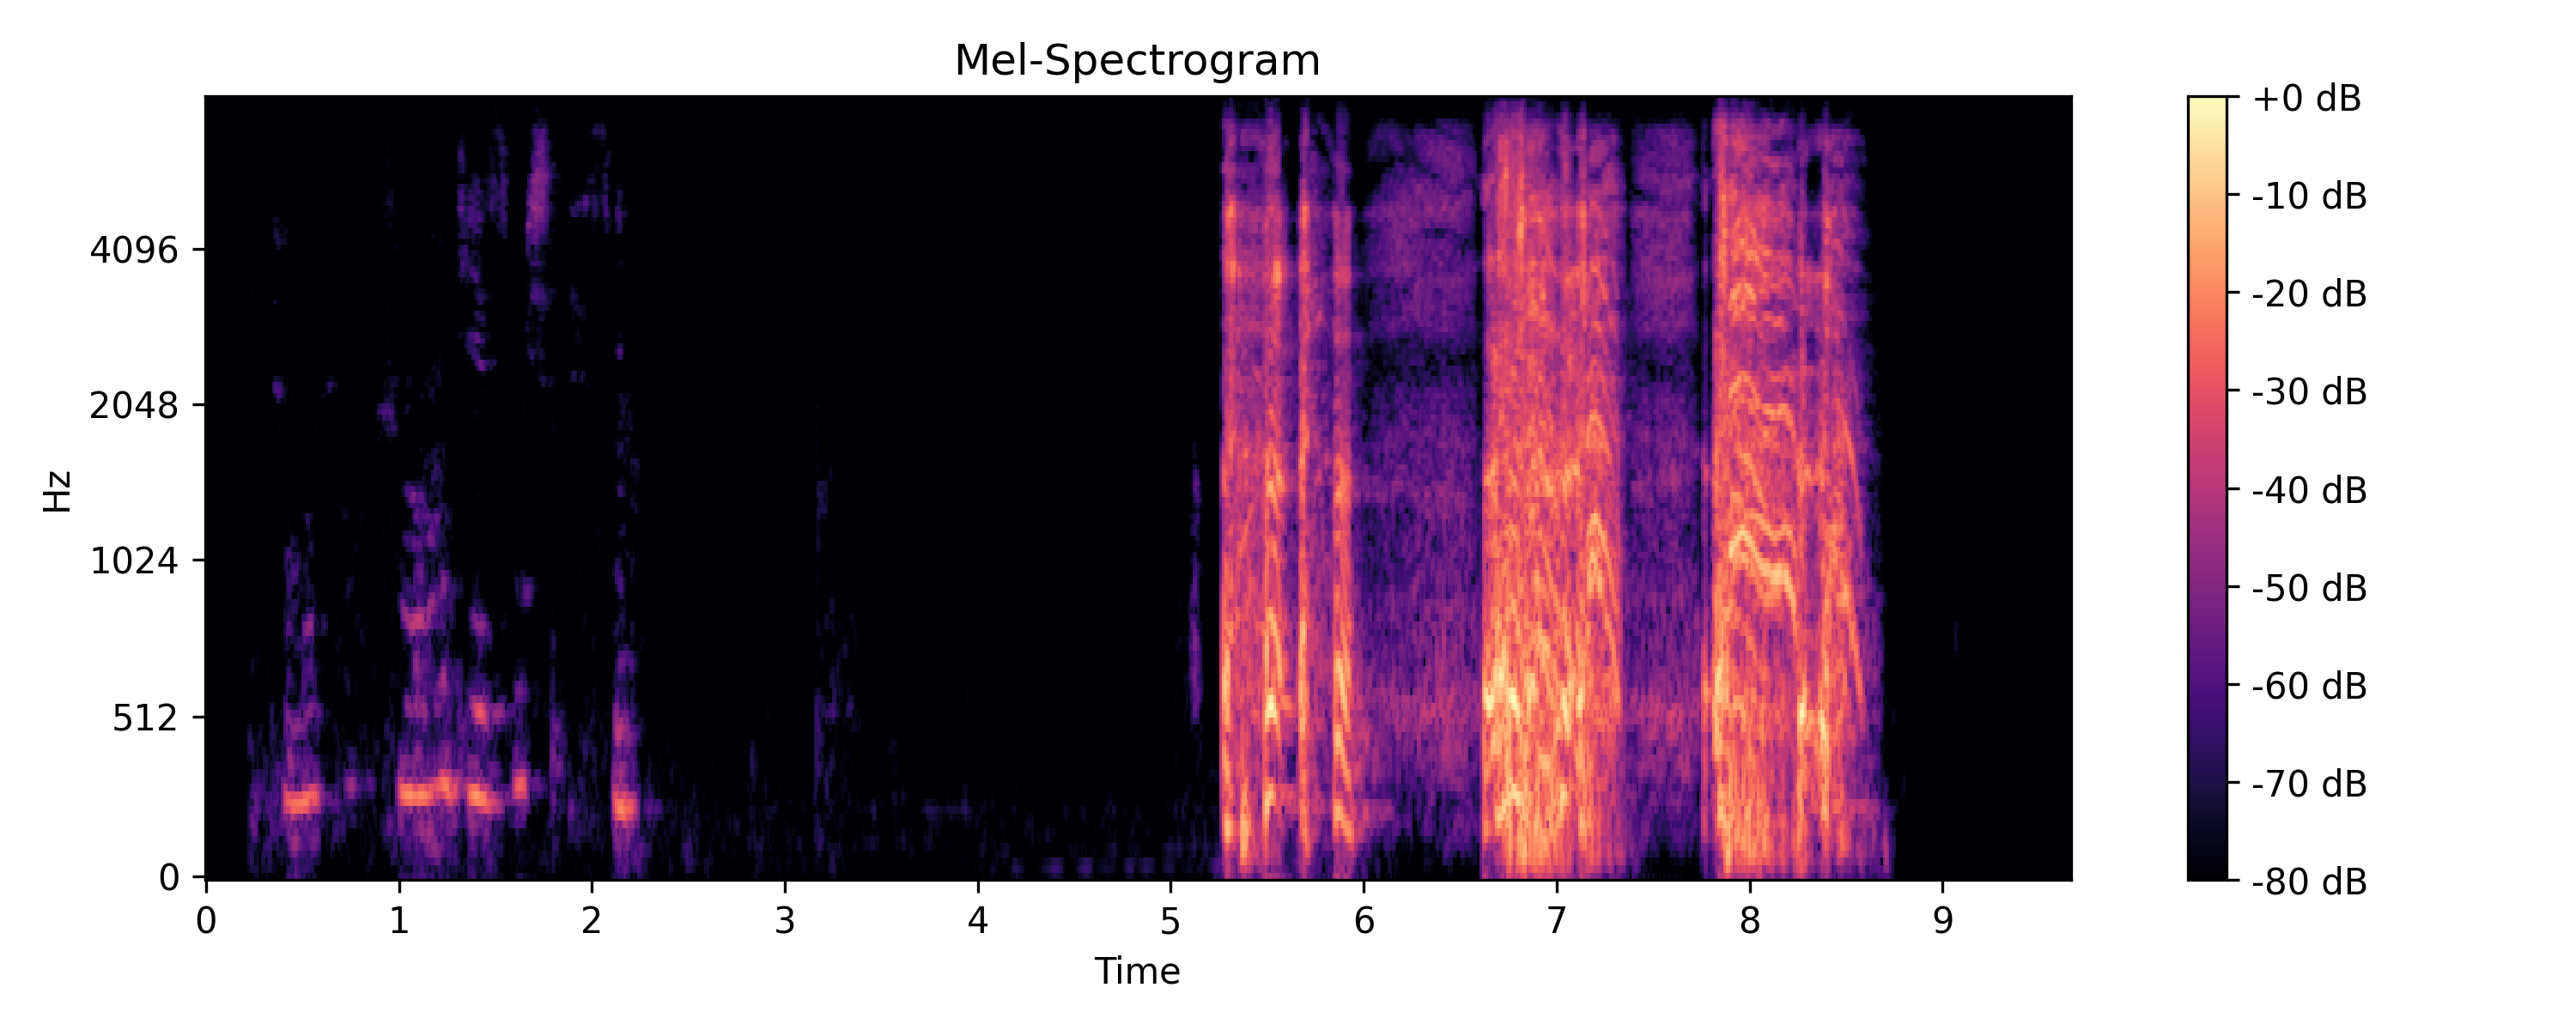 Mel-Spectrogram
+0 dB
-10 dB
-20 dB
-30 dB
-40 dB
-50 dB
-60 dB
-70 dB
-80 dB
4096
2048
1024
512
0
Hz
0 1 2 3 4 5 6 7 8 9
Time